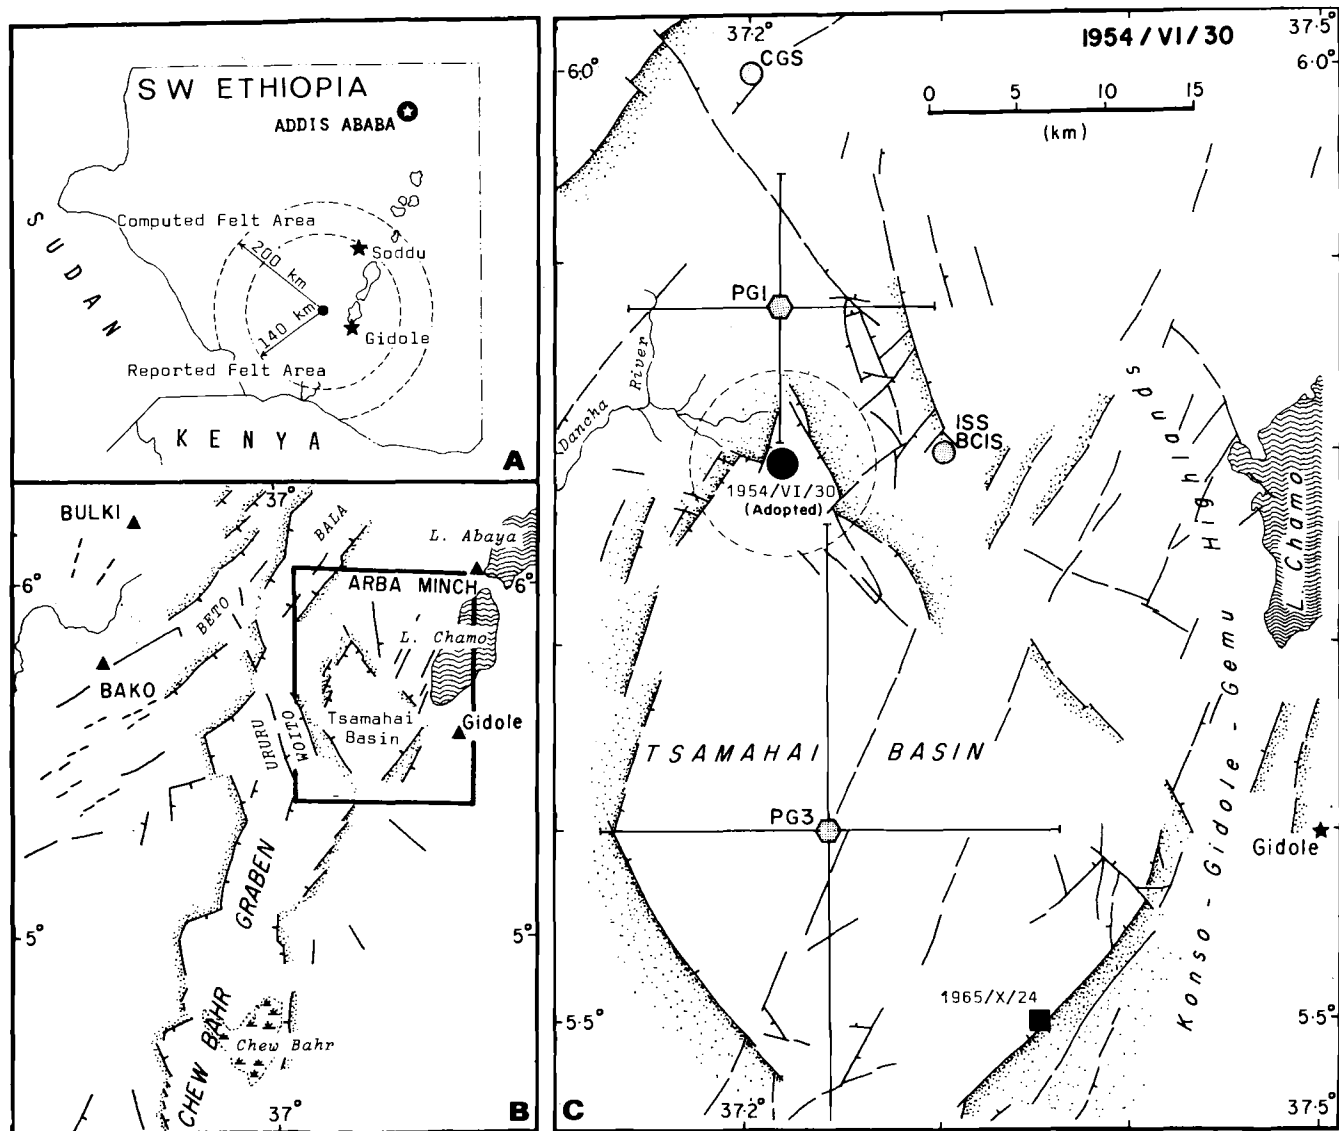 SW ETHIOPIA
ADDIS ABABA
SUDAN
Computed Felt Area
200 km
Soddu
140 km
Gidole
Reported Felt Area
KENYA
A
37°
BULKI
BALA
L. Abaya
6°
6°
ARBA MINCH
BETO
L. Chamo
BAKO
Gidole
Tsamahai
Basin
URURU
WOITO
GRABEN
5°
5°
CHEW BAHR
Chew Bahr
37°
B
37.2°
1954/VI/30
37.5°
6.0°
CGS
6.0°
0 5 10 15
(km)
PG1
Dancha River
ISS
BCIS
1954/VI/30
(Adopted)
L. Chamo
Konso-Gidole-Gemu Highlands
TSAMAHAI BASIN
PG3
Gidole
1965/X/24
5.5°
5.5°
37.2°
37.5°
C